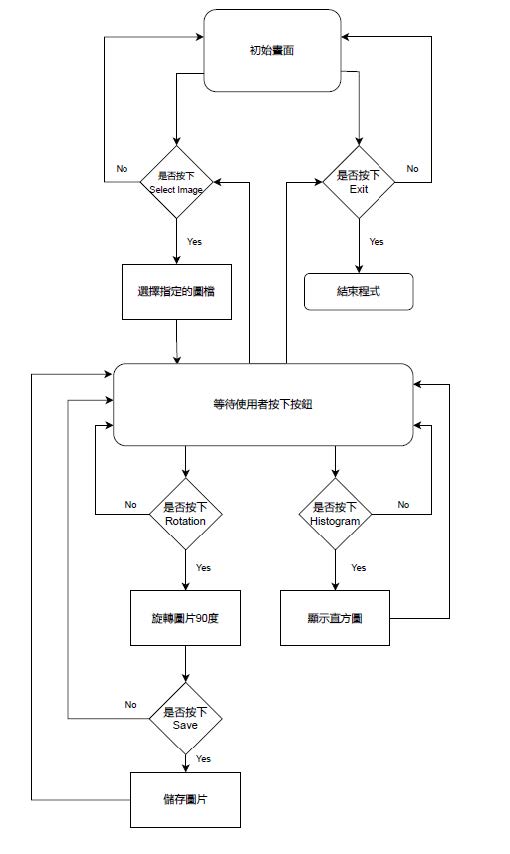 初始畫面
No
是否按下
Select Image
是否按下
Exit
No
Yes
Yes
選擇指定的圖檔
結束程式
等待使用者按下按鈕
No
是否按下
Rotation
是否按下
Histogram
No
Yes
Yes
旋轉圖片90度
顯示直方圖
No
是否按下
Save
Yes
儲存圖片